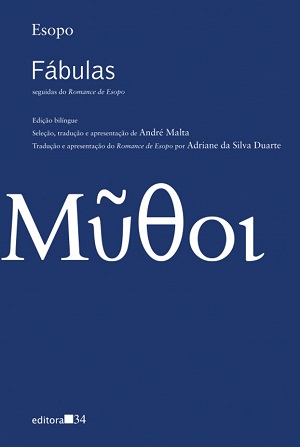 Esopo
Fábulas
seguidas do Romance de Esopo
Edição bilíngue
Seleção, tradução e apresentação de André Malta
Tradução e apresentação do Romance de Esopo por Adriane da Silva Duarte
Μῦθοι
editora 34